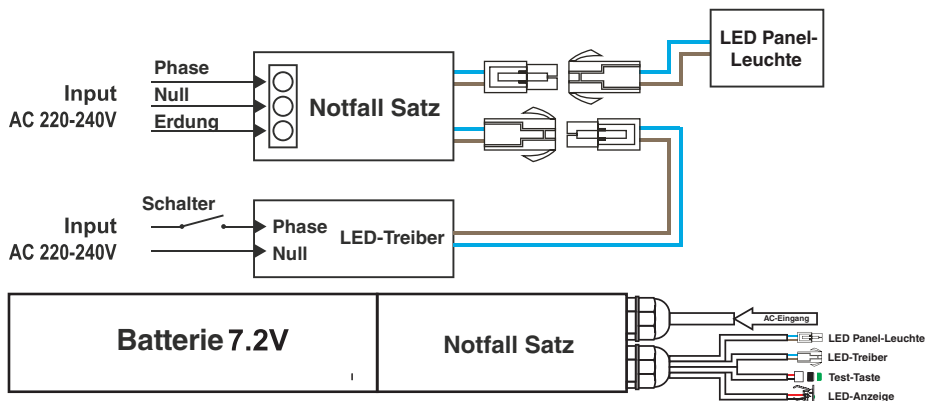 LED Panel-
Leuchte
Phase
Input
AC 220-240V
Null
Erdung
Notfall Satz
Schalter
Input
AC 220-240V
Phase
Null
LED-Treiber
Batterie 7.2V
Notfall Satz
AC-Eingang
LED Panel-Leuchte
LED-Treiber
Test-Taste
LED-Anzeige